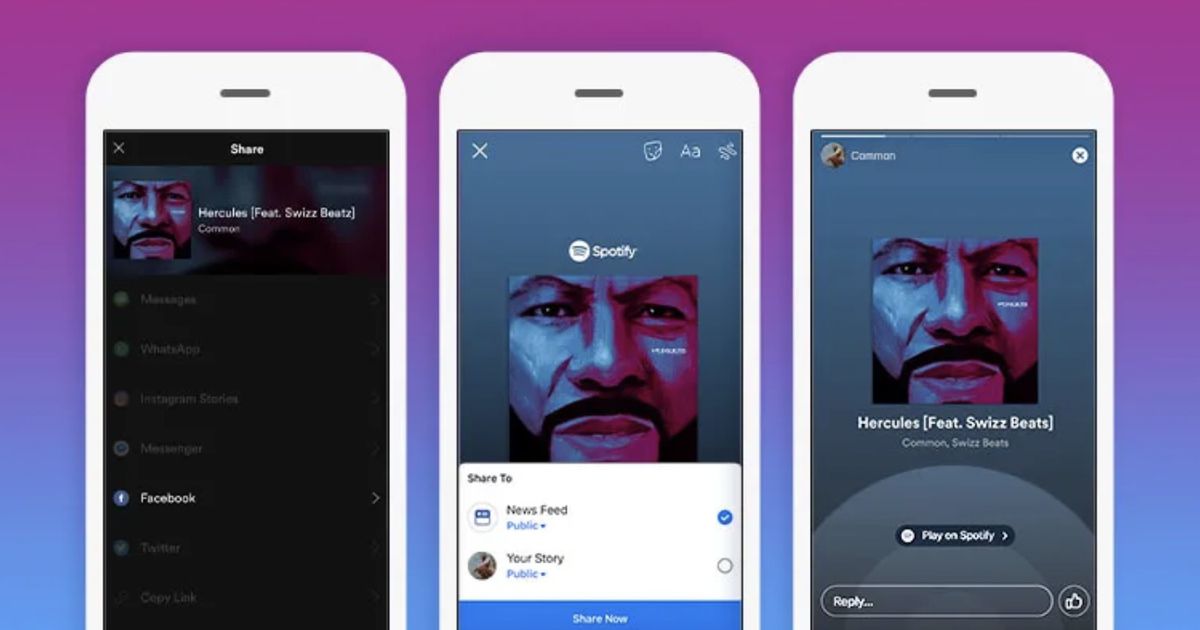 Share
Hercules [Feat. Swizz Beatz]
Common
Messages
WhatsApp
Instagram Stories
Messenger
Facebook
Twitter
Copy Link
Aa
Spotify
Share To
News Feed
Public
Your Story
Public
Share Now
Common
Hercules [Feat. Swizz Beats]
Common, Swizz Beats
Play on Spotify
Reply...